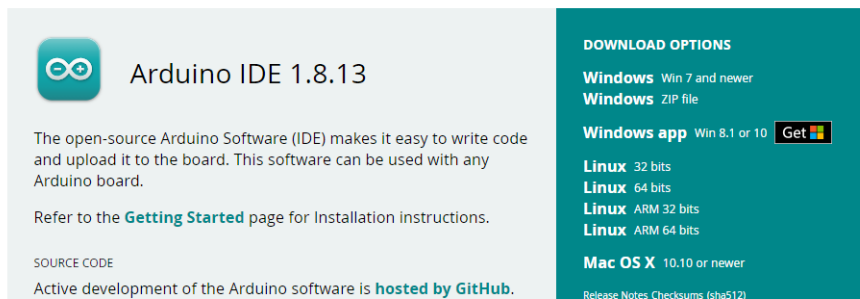 Arduino IDE 1.8.13
The open-source Arduino Software (IDE) makes it easy to write code
and upload it to the board. This software can be used with any
Arduino board.
Refer to the Getting Started page for Installation instructions.
SOURCE CODE
Active development of the Arduino software is hosted by GitHub.
DOWNLOAD OPTIONS
Windows Win 7 and newer
Windows ZIP file
Windows app Win 8.1 or 10 Get
Linux 32 bits
Linux 64 bits
Linux ARM 32 bits
Linux ARM 64 bits
Mac OS X 10.10 or newer
Release Notes Checksums (sha512)